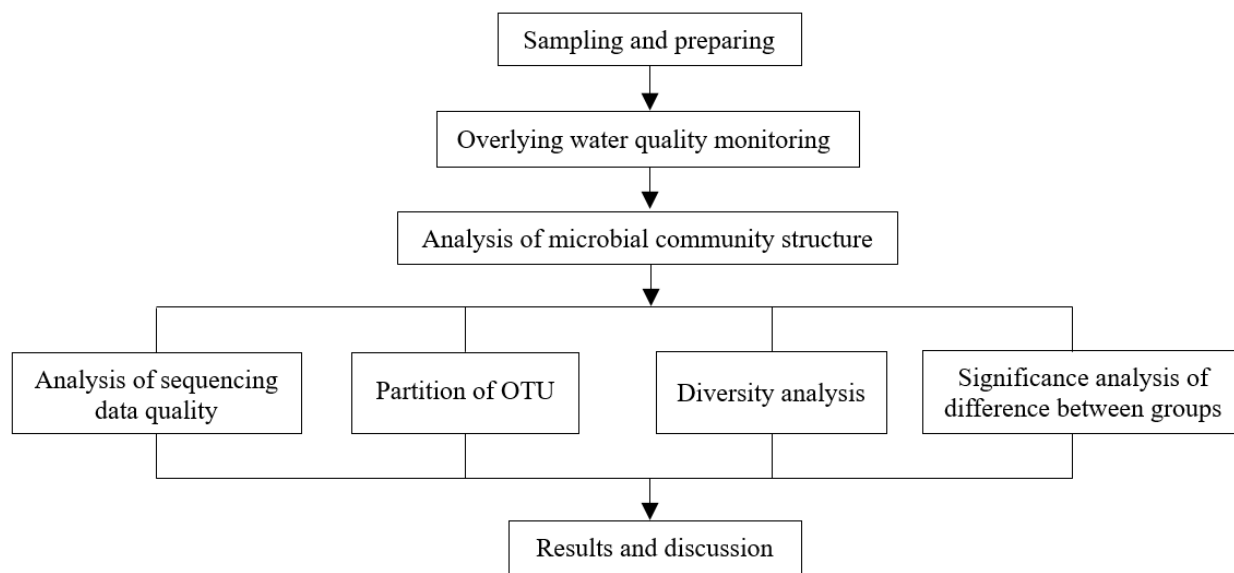 Sampling and preparing
Overlying water quality monitoring
Analysis of microbial community structure
Analysis of sequencing
data quality
Partition of OTU
Diversity analysis
Significance analysis of
difference between groups
Results and discussion